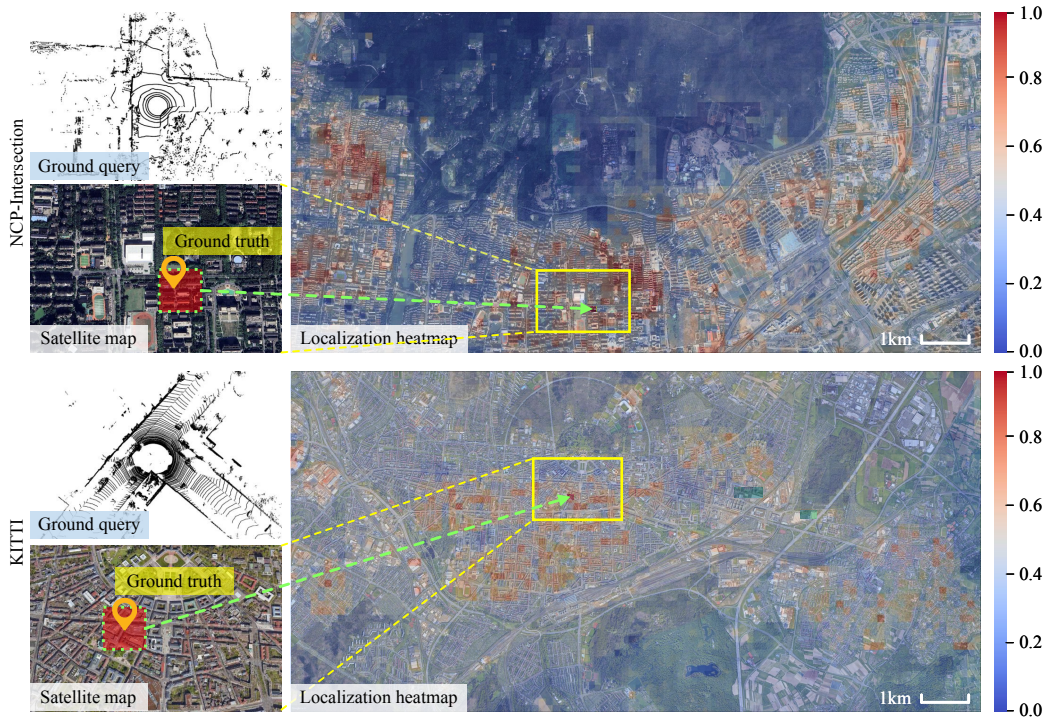 NCP-Intersection
Ground query
Ground truth
Satellite map
Localization heatmap
1km
1.0
0.8
0.6
0.4
0.2
0.0
KITTI
Ground query
Ground truth
Satellite map
Localization heatmap
1km
1.0
0.8
0.6
0.4
0.2
0.0